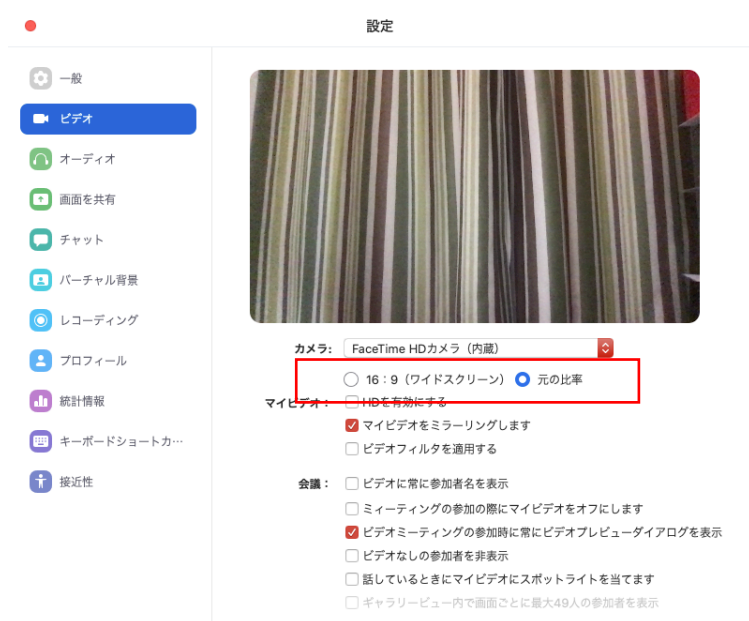 設定
一般
ビデオ
オーディオ
画面を共有
チャット
バーチャル背景
レコーディング
プロフィール
統計情報
キーボードショートカ…
接近性
カメラ: FaceTime HDカメラ（内蔵）
16：9（ワイドスクリーン） 元の比率
マイビデオ： HDを有効にする
マイビデオをミラーリングします
ビデオフィルタを適用する
会議： ビデオに常に参加者名を表示
ミィーティングの参加の際にマイビデオをオフにします
ビデオミーティングの参加時に常にビデオプレビューダイアログを表示
ビデオなしの参加者を非表示
話しているときにマイビデオにスポットライトを当てます
ギャラリービュー内で画面ごとに最大49人の参加者を表示